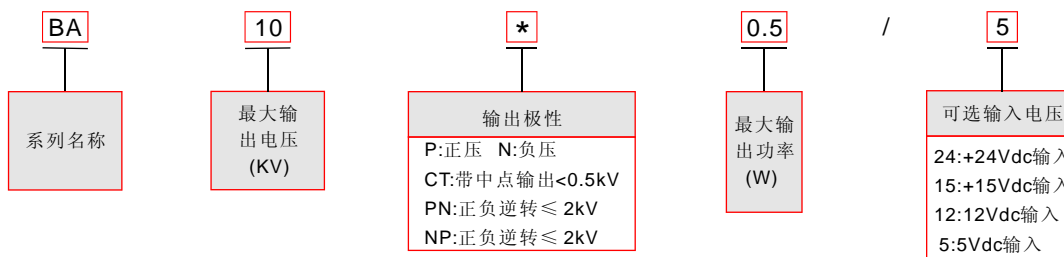 BA 10 * 0.5 / 5
系列名称
最大输
出电压
(KV)
输出极性
P:正压 N:负压
CT:带中点输出<0.5kV
PN:正负逆转≤ 2kV
NP:正负逆转≤ 2kV
最大输
出功率
(W)
可选输入电压
24:+24Vdc输入
15:+15Vdc输入
12:12Vdc输入
5:5Vdc输入